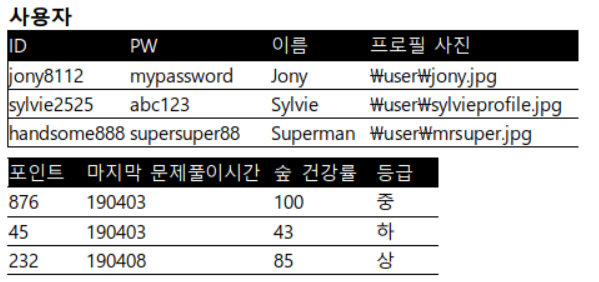 사용자
ID PW 이름 프로필 사진
jony8112 mypassword Jony ₩user₩jony.jpg
sylvie2525 abc123 Sylvie ₩user₩sylvieprofile.jpg
handsome888 supersuper88 Superman ₩user₩mrsuper.jpg
포인트 마지막 문제풀이시간 숲 건강률 등급
876 190403 100 중
45 190403 43 하
232 190408 85 상